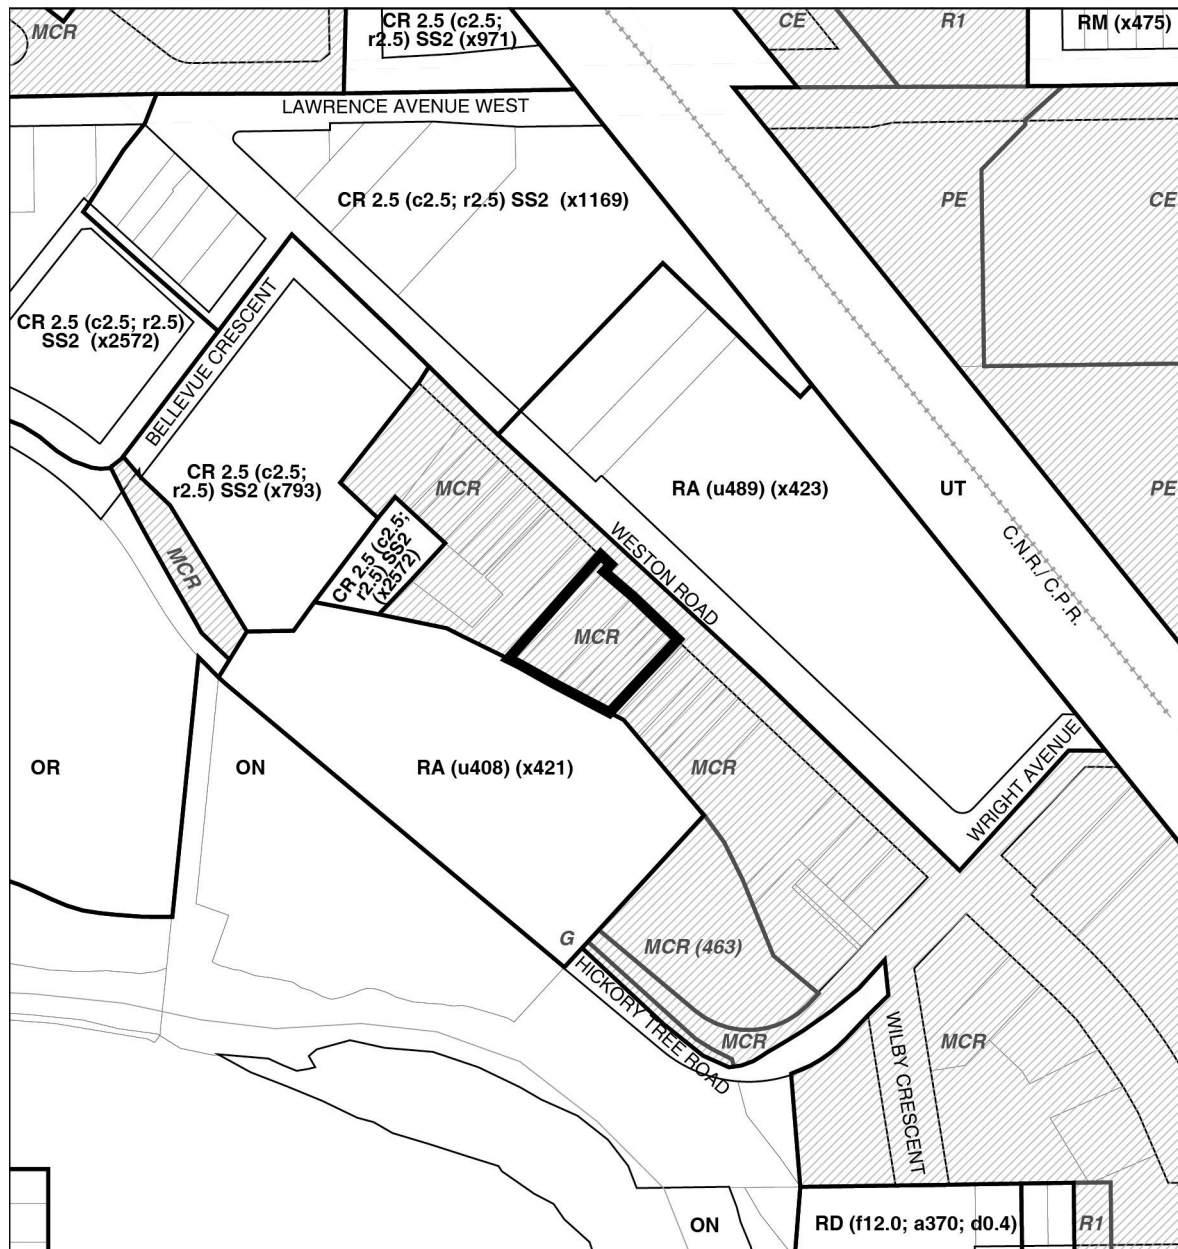 MCR
CR 2.5 (c2.5;
r2.5) SS2 (x971)
CE
R1
RM (x475)
LAWRENCE AVENUE WEST
CR 2.5 (c2.5; r2.5) SS2 (x1169)
PE
CE
CR 2.5 (c2.5; r2.5)
SS2 (x2572)
BELLEVUE CRESCENT
CR 2.5 (c2.5;
r2.5) SS2 (x793)
MCR
RA (u489) (x423)
UT
PE
MCR
CR 2.5 (c2.5;
r2.5) SS2
(x2572)
WESTON ROAD
C.N.R./ C.P.R.
MCR
OR
ON
RA (u408) (x421)
MCR
WRIGHT AVENUE
G
MCR (463)
HICKORY TREE ROAD
MCR
WILBY CRESCENT
MCR
ON
RD (f12.0; a370; d0.4)
R1